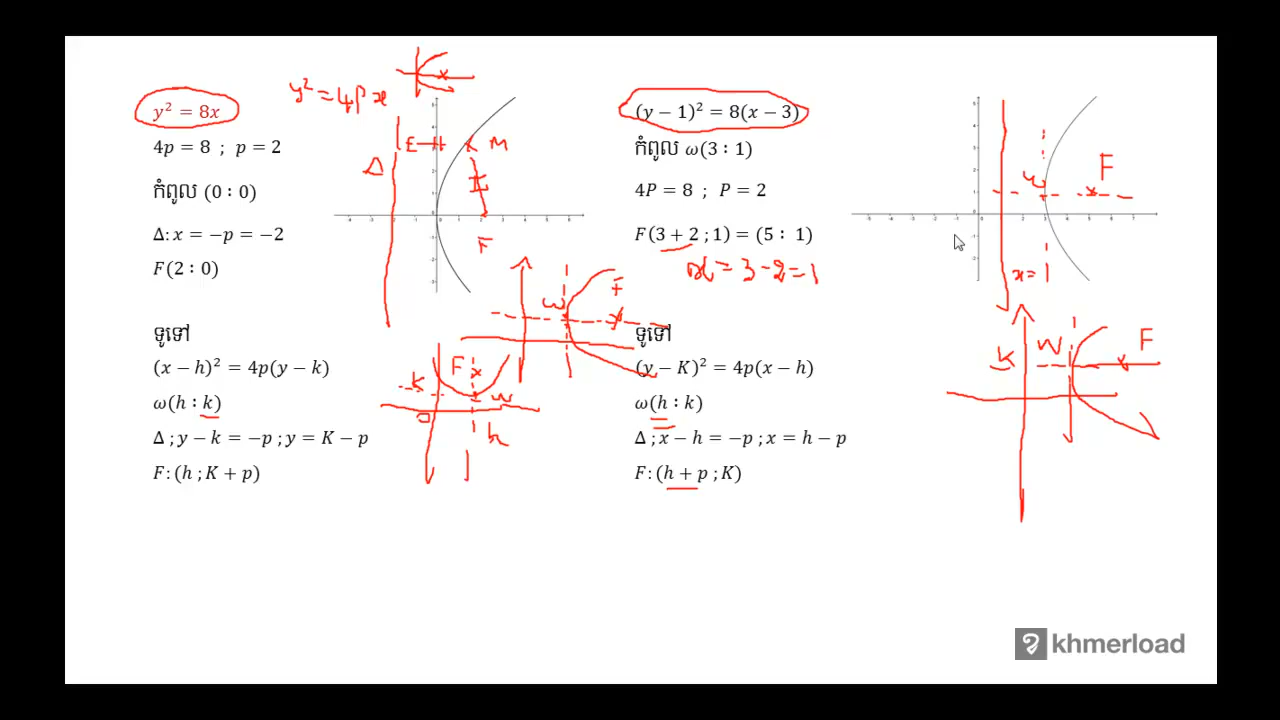 y² = 8x
y² = 4Px
4p = 8 ; p = 2
កំពូល (0 : 0)
Δ: x = −p = −2
F(2 : 0)
Δ
E
H
M
F
(y − 1)² = 8(x − 3)
កំពូល ω(3 : 1)
4P = 8 ; P = 2
F(3 + 2 ; 1) = (5 : 1)
x = 3 - 2 = 1
ω
F
x = 1
ទូទៅ
(x − h)² = 4p(y − k)
ω(h : k)
Δ ; y − k = −p ; y = K − p
F: (h ; K + p)
ω
F
K
F
ω
0
h
ទូទៅ
(y − K)² = 4p(x − h)
ω(h : k)
Δ ; x − h = −p ; x = h − p
F: (h + p ; K)
K
W
F
khmerload